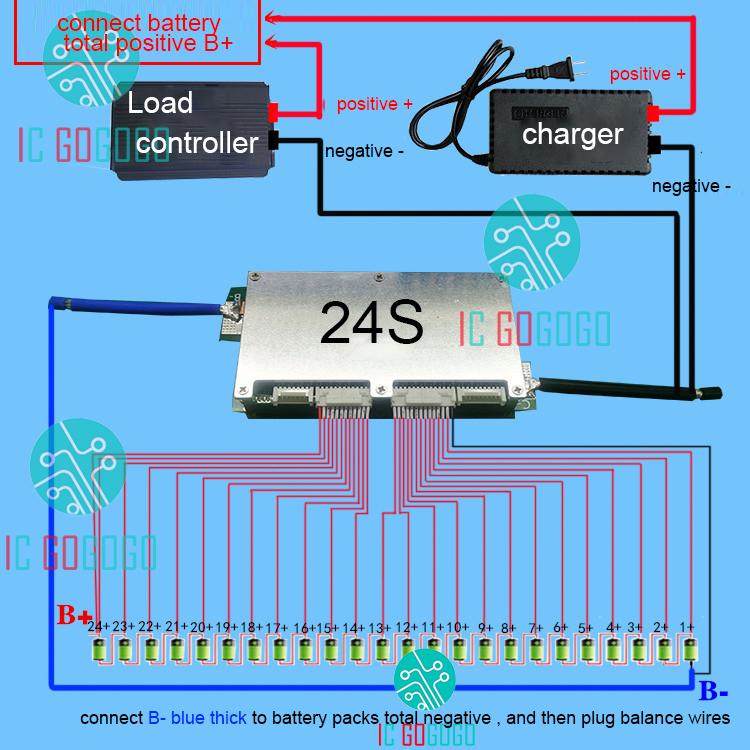 connect battery
total positive B+
IC GOGOGO
Load
controller
positive +
negative -
CHARGER
charger
positive +
negative -
24S
IC GOGOGO
IC GOGOGO
B+
24+ 23+ 22+ 21+ 20+ 19+ 18+ 17+ 16+ 15+ 14+ 13+ 12+ 11+ 10+ 9+ 8+ 7+ 6+ 5+ 4+ 3+ 2+ 1+
B-
connect B- blue thick to battery packs total negative , and then plug balance wires
IC GOGOGO